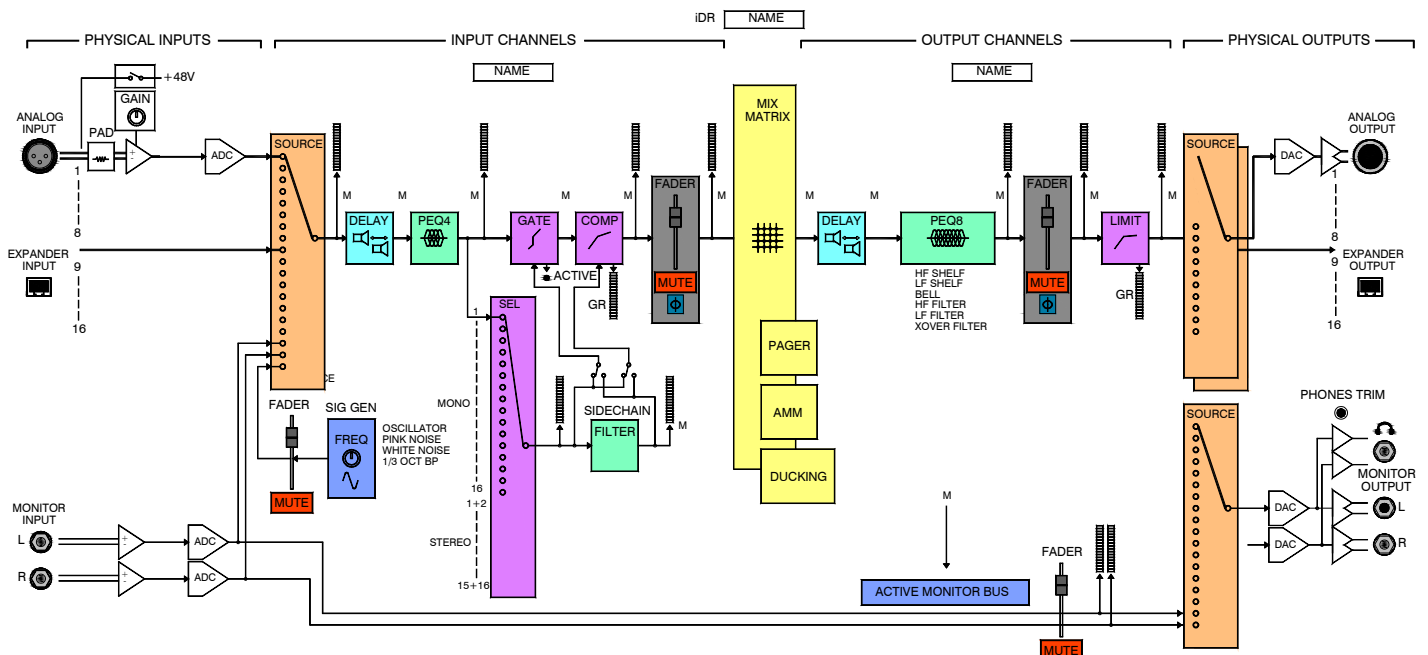 iDR NAME
PHYSICAL INPUTS
INPUT CHANNELS
OUTPUT CHANNELS
PHYSICAL OUTPUTS
NAME
NAME
+48V
GAIN
ANALOG
INPUT
PAD
+
-
ADC
1
8
EXPANDER
INPUT
9
16
SOURCE
M
DELAY
M
PEQ4
M
GATE
M
COMP
ACTIVE
GR
M
FADER
MUTE
Φ
M
MIX
MATRIX
PAGER
AMM
DUCKING
M
DELAY
M
PEQ8
HF SHELF
LF SHELF
BELL
HF FILTER
LF FILTER
XOVER FILTER
M
FADER
MUTE
Φ
M
LIMIT
GR
M
SOURCE
DAC
ANALOG
OUTPUT
1
8
9
EXPANDER
OUTPUT
16
SEL
1
MONO
16
1+2
STEREO
15+16
SIDECHAIN
FILTER
M
CE
FADER
MUTE
SIG GEN
FREQ
OSCILLATOR
PINK NOISE
WHITE NOISE
1/3 OCT BP
MONITOR
INPUT
L
+
-
ADC
R
+
-
ADC
M
ACTIVE MONITOR BUS
FADER
MUTE
SOURCE
PHONES TRIM
MONITOR
OUTPUT
DAC
L
DAC
R